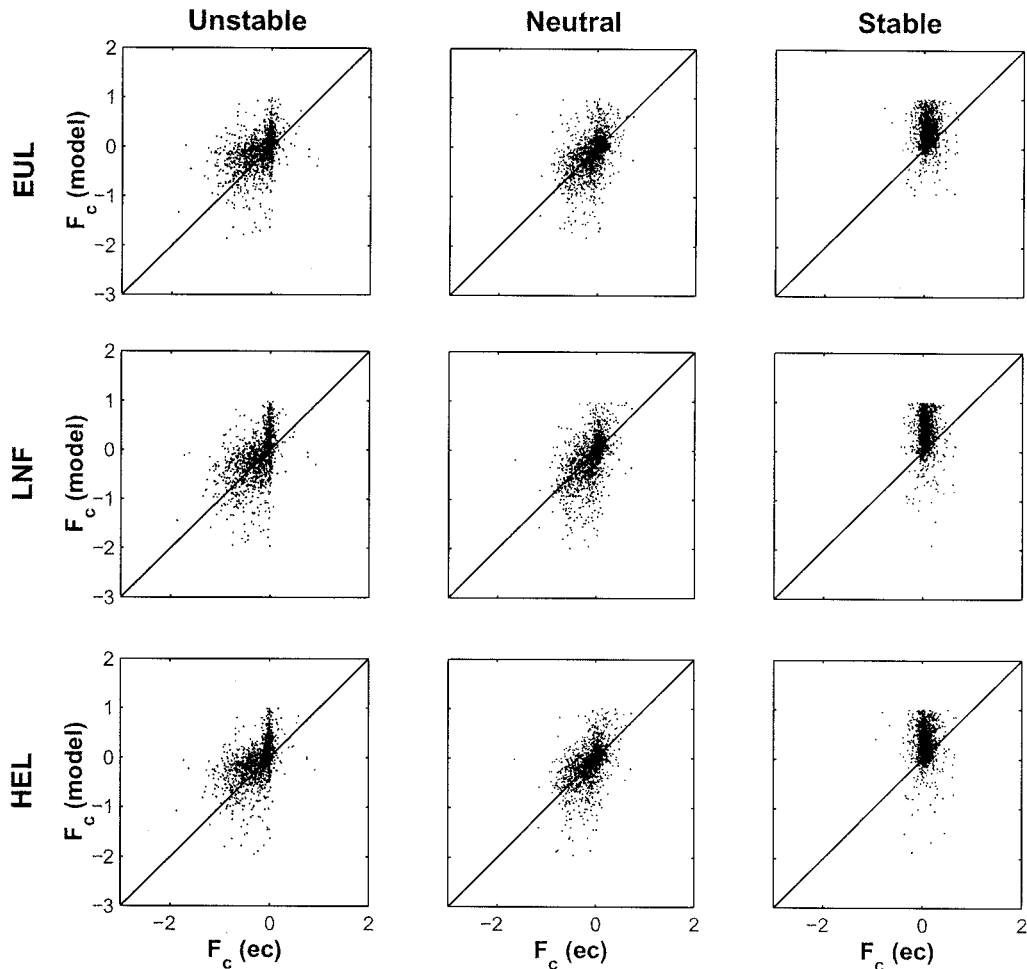 Unstable Neutral Stable
2
1
0
−1
−2
−3
EUL
F_c (model)
2
1
0
−1
−2
−3
LNF
F_c (model)
2
1
0
−1
−2
−3
HEL
F_c (model)
−2 0 2 −2 0 2 −2 0 2
F_c (ec) F_c (ec) F_c (ec)